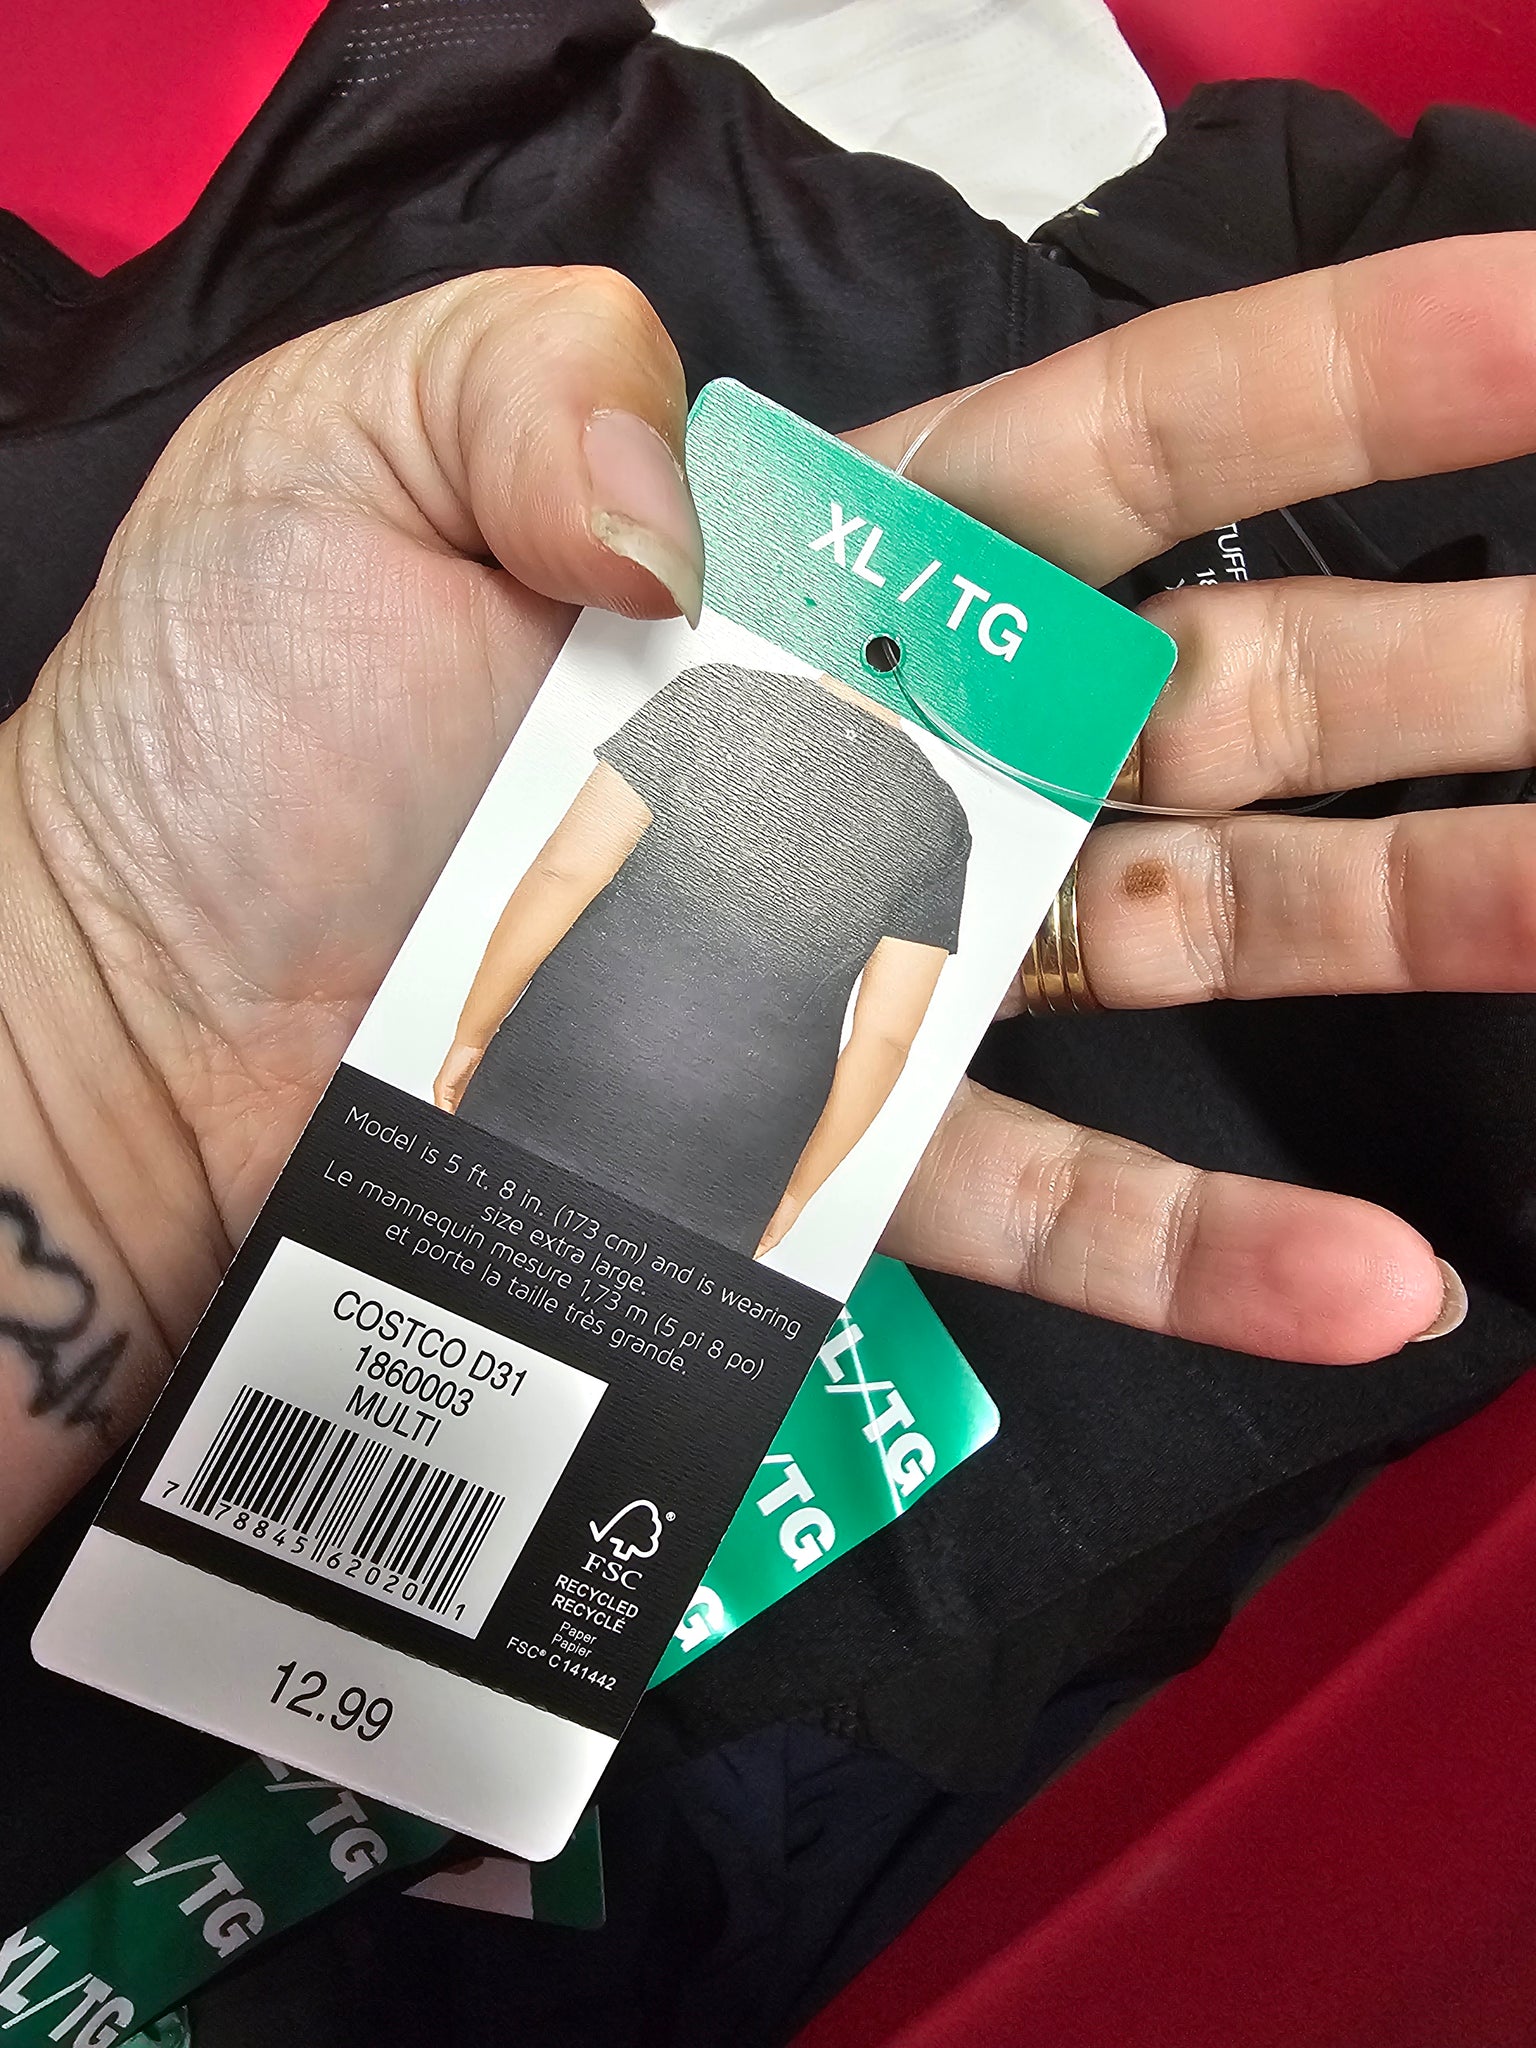 XL / TG
TUFF
Model is 5 ft. 8 in. (173 cm) and is wearing
size extra large.
Le mannequin mesure 1,73 m (5 pi 8 po)
et porte la taille très grande.
COSTCO D31
1860003
MULTI
7 78845 62020 1
FSC®
RECYCLED
RECYCLÉ
Paper
Papier
FSC® C141442
12.99
L/TG
/TG
G
L/TG
L/TG
XL/TG